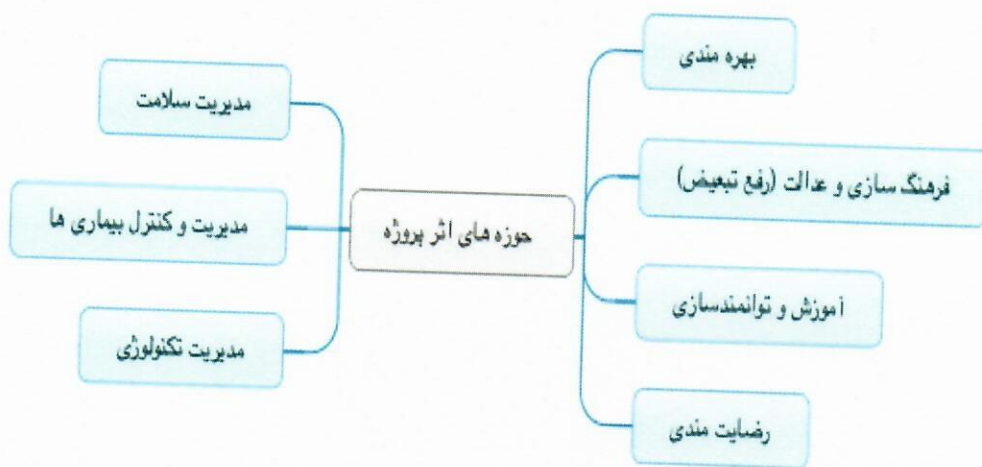 حوزه های اثر پروژه
بهره مندی
فرهنگ سازی و عدالت (رفع تبعیض)
آموزش و توانمندسازی
رضایت مندی
مدیریت سلامت
مدیریت و کنترل بیماری ها
مدیریت تکنولوژی